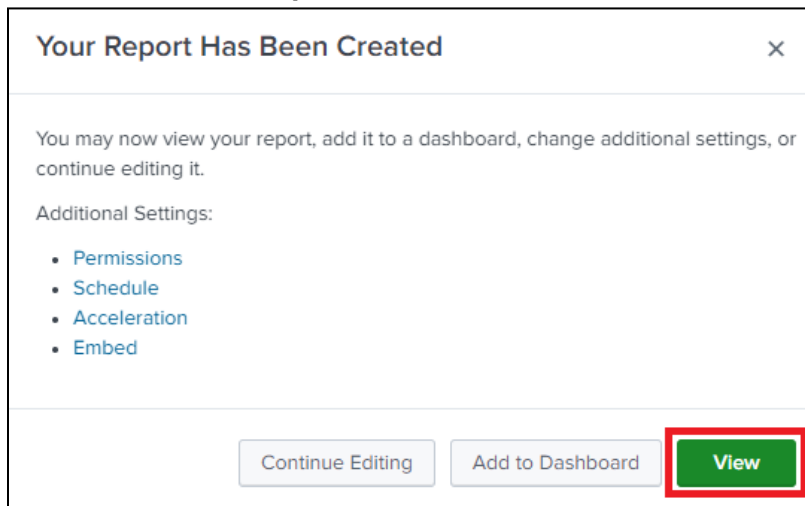 Your Report Has Been Created
You may now view your report, add it to a dashboard, change additional settings, or
continue editing it.
Additional Settings:
• Permissions
• Schedule
• Acceleration
• Embed
Continue Editing Add to Dashboard View